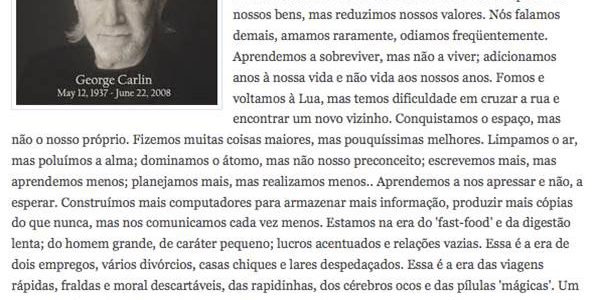 nossos bens, mas reduzimos nossos valores. Nós falamos
demais, amamos raramente, odiamos freqüentemente.
Aprendemos a sobreviver, mas não a viver; adicionamos
anos à nossa vida e não vida aos nossos anos. Fomos e
voltamos à Lua, mas temos dificuldade em cruzar a rua e
encontrar um novo vizinho. Conquistamos o espaço, mas
não o nosso próprio. Fizemos muitas coisas maiores, mas pouquíssimas melhores. Limpamos o ar,
mas poluímos a alma; dominamos o átomo, mas não nosso preconceito; escrevemos mais, mas
aprendemos menos; planejamos mais, mas realizamos menos.. Aprendemos a nos apressar e não, a
esperar. Construímos mais computadores para armazenar mais informação, produzir mais cópias
do que nunca, mas nos comunicamos cada vez menos. Estamos na era do 'fast-food' e da digestão
lenta; do homem grande, de caráter pequeno; lucros acentuados e relações vazias. Essa é a era de
dois empregos, vários divórcios, casas chiques e lares despedaçados. Essa é a era das viagens
rápidas, fraldas e moral descartáveis, das rapidinhas, dos cérebros ocos e das pílulas 'mágicas'. Um
George Carlin
May 12, 1937 - June 22, 2008